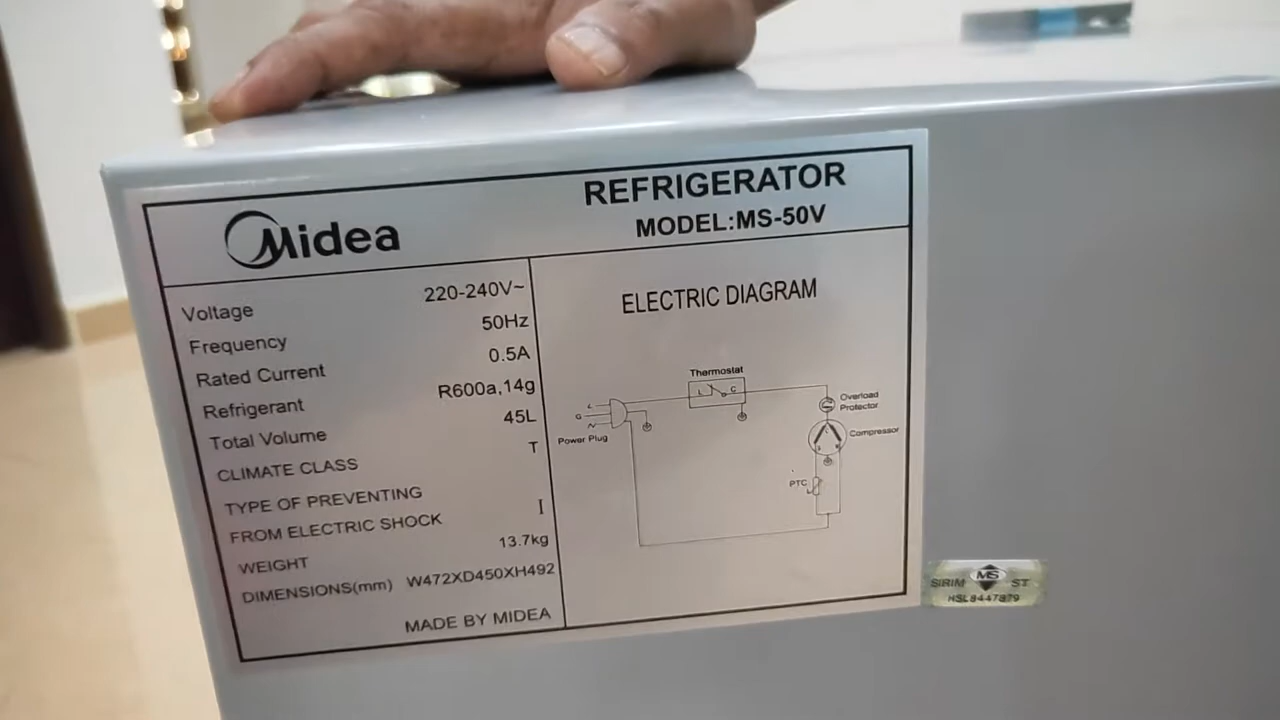 Midea
REFRIGERATOR
MODEL:MS-50V
Voltage 220-240V~
Frequency 50Hz
Rated Current 0.5A
Refrigerant R600a,14g
Total Volume 45L
CLIMATE CLASS T
TYPE OF PREVENTING
FROM ELECTRIC SHOCK I
WEIGHT 13.7kg
DIMENSIONS(mm) W472XD450XH492
MADE BY MIDEA
ELECTRIC DIAGRAM
Thermostat
L C
Overload
Protector
L
G
N
Power Plug
Compressor
PTC
SIRIM MS ST